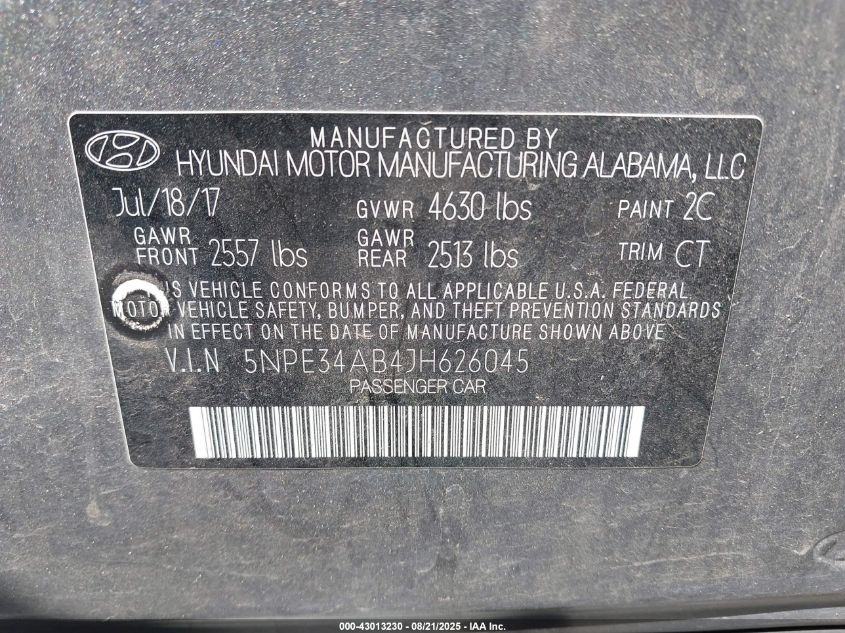 MANUFACTURED BY
HYUNDAI MOTOR MANUFACTURING ALABAMA, LLC
Jul/18/17 GVWR 4630 lbs PAINT 2C
GAWR FRONT 2557 lbs GAWR REAR 2513 lbs TRIM CT
VEHICLE CONFORMS TO ALL APPLICABLE U.S.A. FEDERAL
MOTOR VEHICLE SAFETY, BUMPER, AND THEFT PREVENTION STANDARDS
IN EFFECT ON THE DATE OF MANUFACTURE SHOWN ABOVE
V.I.N 5NPE34AB4JH626045
PASSENGER CAR
000-43013230 - 08/21/2025 - IAA Inc.